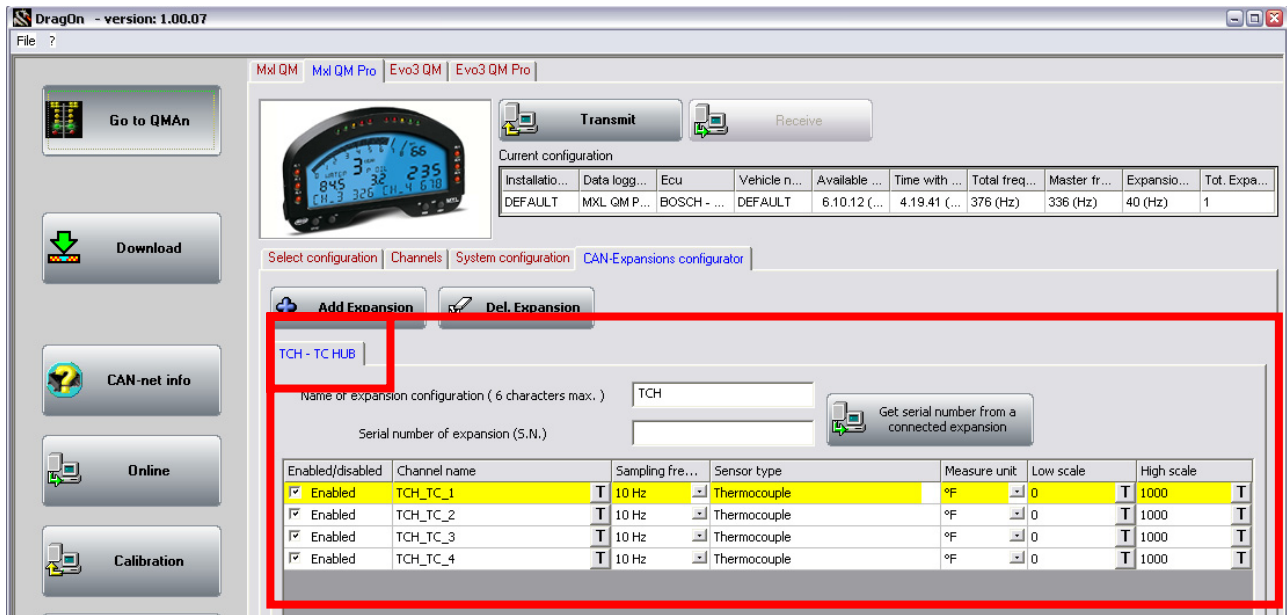 DragOn - version: 1.00.07
File ?
Mxl QM Mxl QM Pro Evo3 QM Evo3 QM Pro
Go to QMAn
Transmit Receive
Current configuration
Installatio... Data logg... Ecu Vehicle n... Available ... Time with ... Total freq... Master fr... Expansio... Tot. Expa...
DEFAULT MXL QM P... BOSCH - ... DEFAULT 6.10.12 (... 4.19.41 (... 376 (Hz) 336 (Hz) 40 (Hz) 1
Download
Select configuration Channels System configuration CAN-Expansions configurator
Add Expansion Del. Expansion
TCH - TC HUB
CAN-net info
Name of expansion configuration ( 6 characters max. ) TCH
Get serial number from a
connected expansion
Serial number of expansion (S.N.)
Online
Enabled/disabled Channel name Sampling fre... Sensor type Measure unit Low scale High scale
Enabled TCH_TC_1 T 10 Hz Thermocouple °F 0 T 1000 T
Enabled TCH_TC_2 T 10 Hz Thermocouple °F 0 T 1000 T
Enabled TCH_TC_3 T 10 Hz Thermocouple °F 0 T 1000 T
Enabled TCH_TC_4 T 10 Hz Thermocouple °F 0 T 1000 T
Calibration